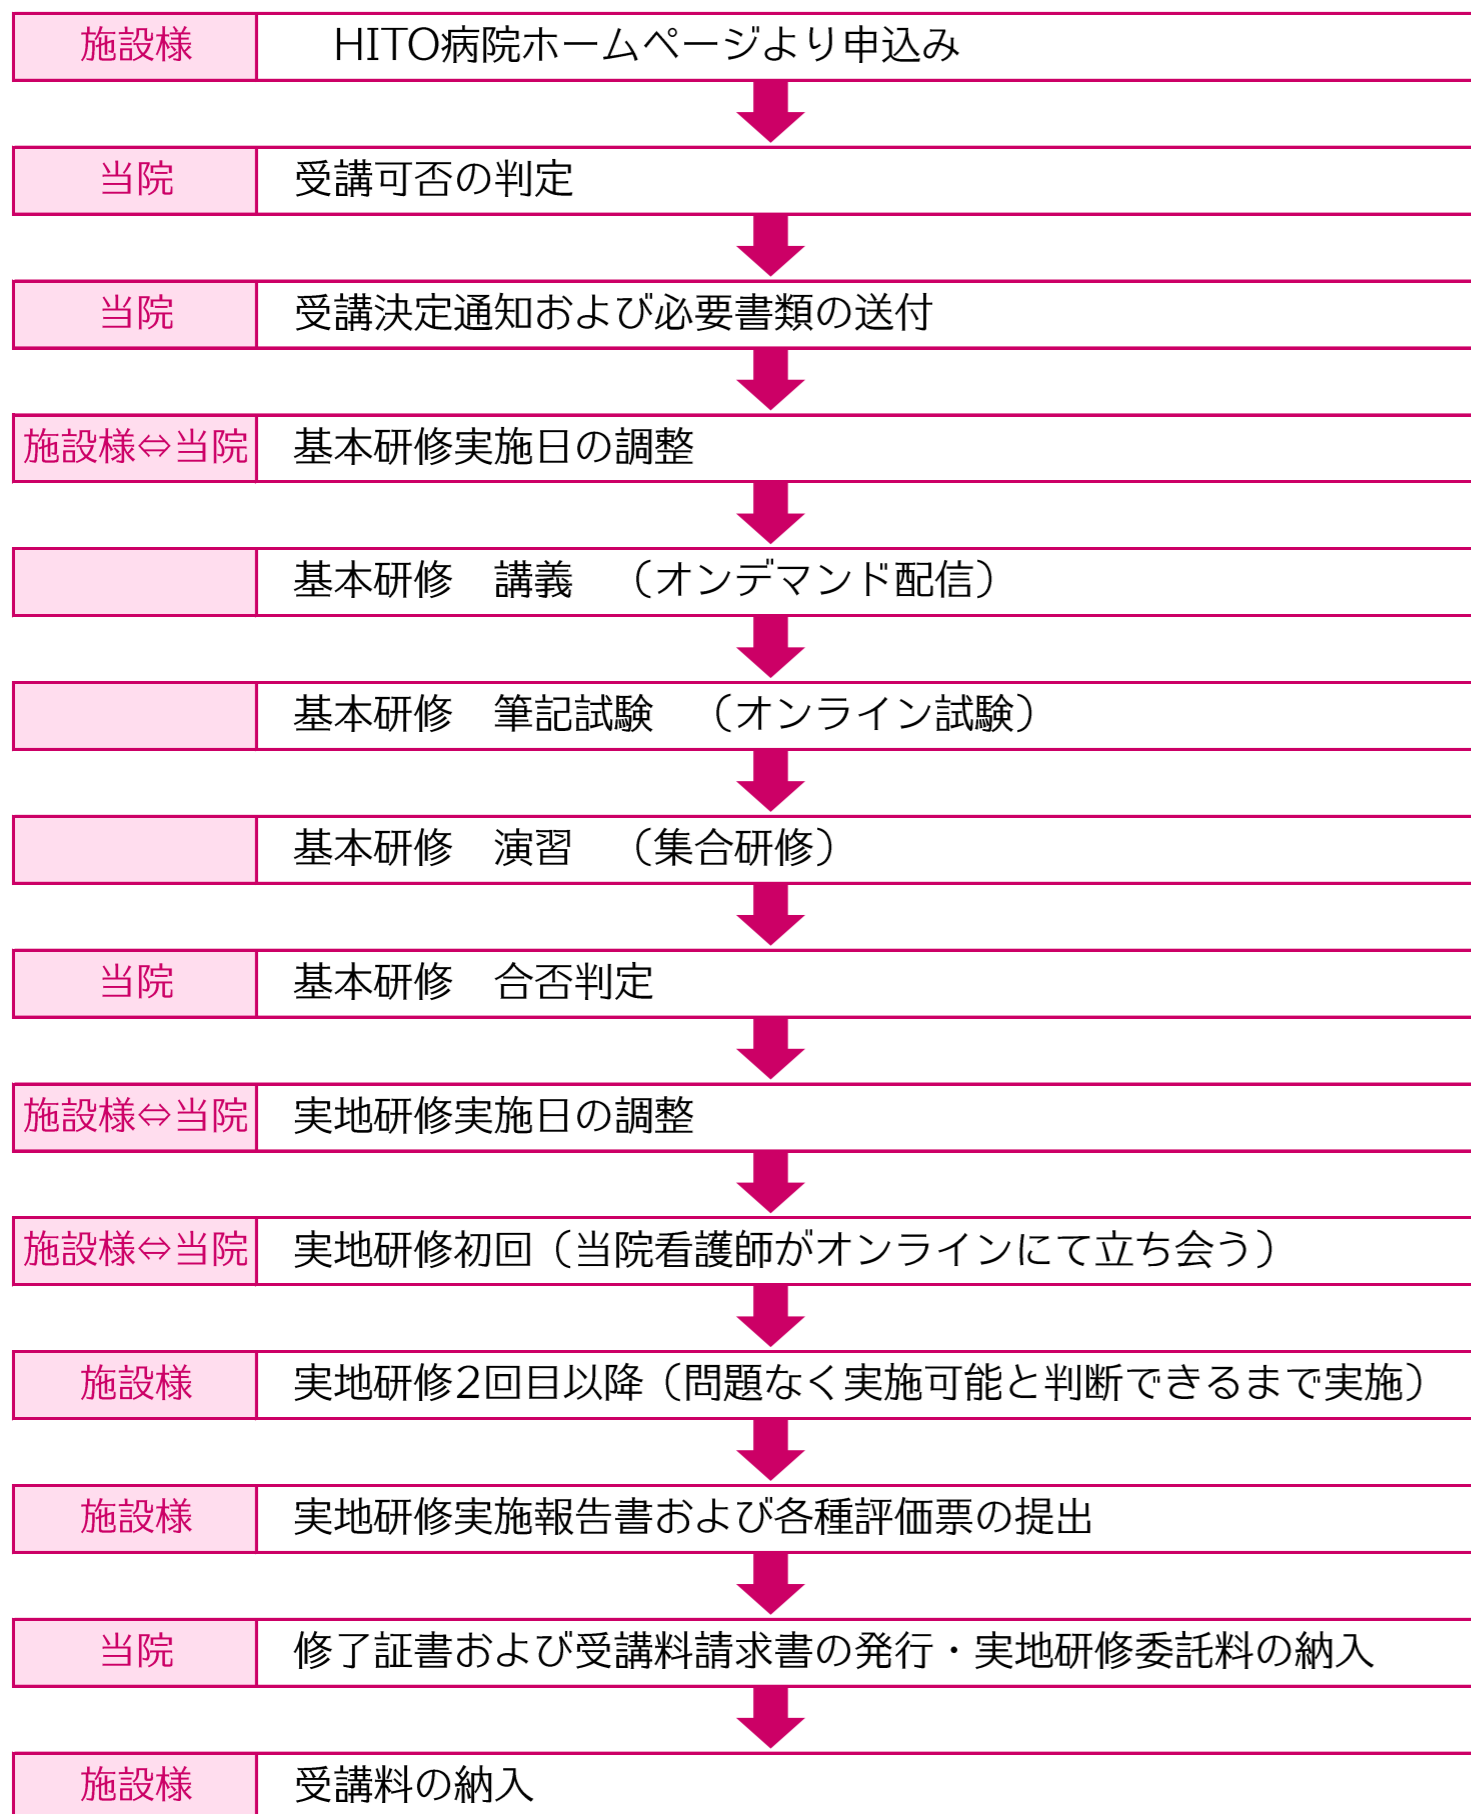 施設様　HITO病院ホームページより申込み
当院　受講可否の判定
当院　受講決定通知および必要書類の送付
施設様⇔当院　基本研修実施日の調整
基本研修　講義　（オンデマンド配信）
基本研修　筆記試験　（オンライン試験）
基本研修　演習　（集合研修）
当院　基本研修　合否判定
施設様⇔当院　実地研修実施日の調整
施設様⇔当院　実地研修初回（当院看護師がオンラインにて立ち会う）
施設様　実地研修2回目以降（問題なく実施可能と判断できるまで実施）
施設様　実地研修実施報告書および各種評価票の提出
当院　修了証書および受講料請求書の発行・実地研修委託料の納入
施設様　受講料の納入